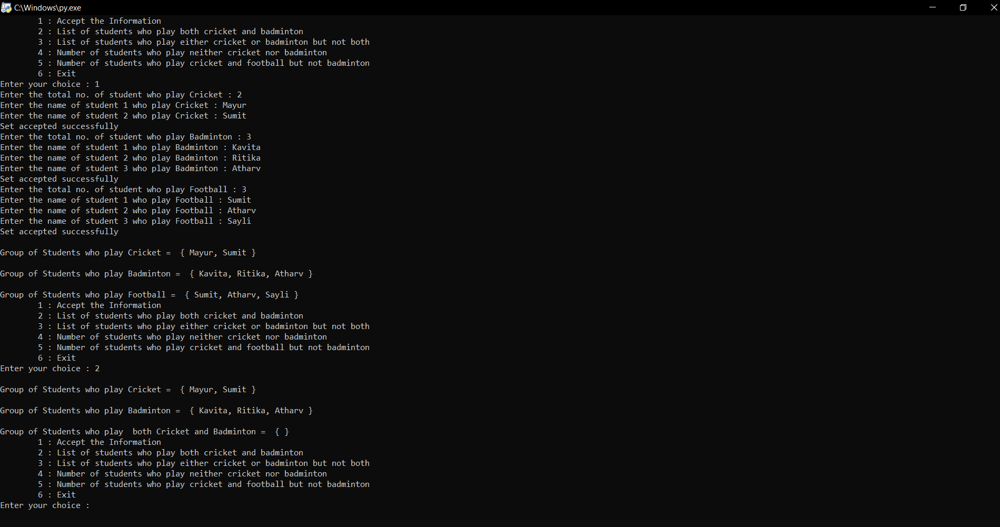 C:\Windows\py.exe
1 : Accept the Information
2 : List of students who play both cricket and badminton
3 : List of students who play either cricket or badminton but not both
4 : Number of students who play neither cricket nor badminton
5 : Number of students who play cricket and football but not badminton
6 : Exit
Enter your choice : 1
Enter the total no. of student who play Cricket : 2
Enter the name of student 1 who play Cricket : Mayur
Enter the name of student 2 who play Cricket : Sumit
Set accepted successfully
Enter the total no. of student who play Badminton : 3
Enter the name of student 1 who play Badminton : Kavita
Enter the name of student 2 who play Badminton : Ritika
Enter the name of student 3 who play Badminton : Atharv
Set accepted successfully
Enter the total no. of student who play Football : 3
Enter the name of student 1 who play Football : Sumit
Enter the name of student 2 who play Football : Atharv
Enter the name of student 3 who play Football : Sayli
Set accepted successfully
Group of Students who play Cricket =  { Mayur, Sumit }
Group of Students who play Badminton =  { Kavita, Ritika, Atharv }
Group of Students who play Football =  { Sumit, Atharv, Sayli }
1 : Accept the Information
2 : List of students who play both cricket and badminton
3 : List of students who play either cricket or badminton but not both
4 : Number of students who play neither cricket nor badminton
5 : Number of students who play cricket and football but not badminton
6 : Exit
Enter your choice : 2
Group of Students who play Cricket =  { Mayur, Sumit }
Group of Students who play Badminton =  { Kavita, Ritika, Atharv }
Group of Students who play  both Cricket and Badminton =  { }
1 : Accept the Information
2 : List of students who play both cricket and badminton
3 : List of students who play either cricket or badminton but not both
4 : Number of students who play neither cricket nor badminton
5 : Number of students who play cricket and football but not badminton
6 : Exit
Enter your choice :